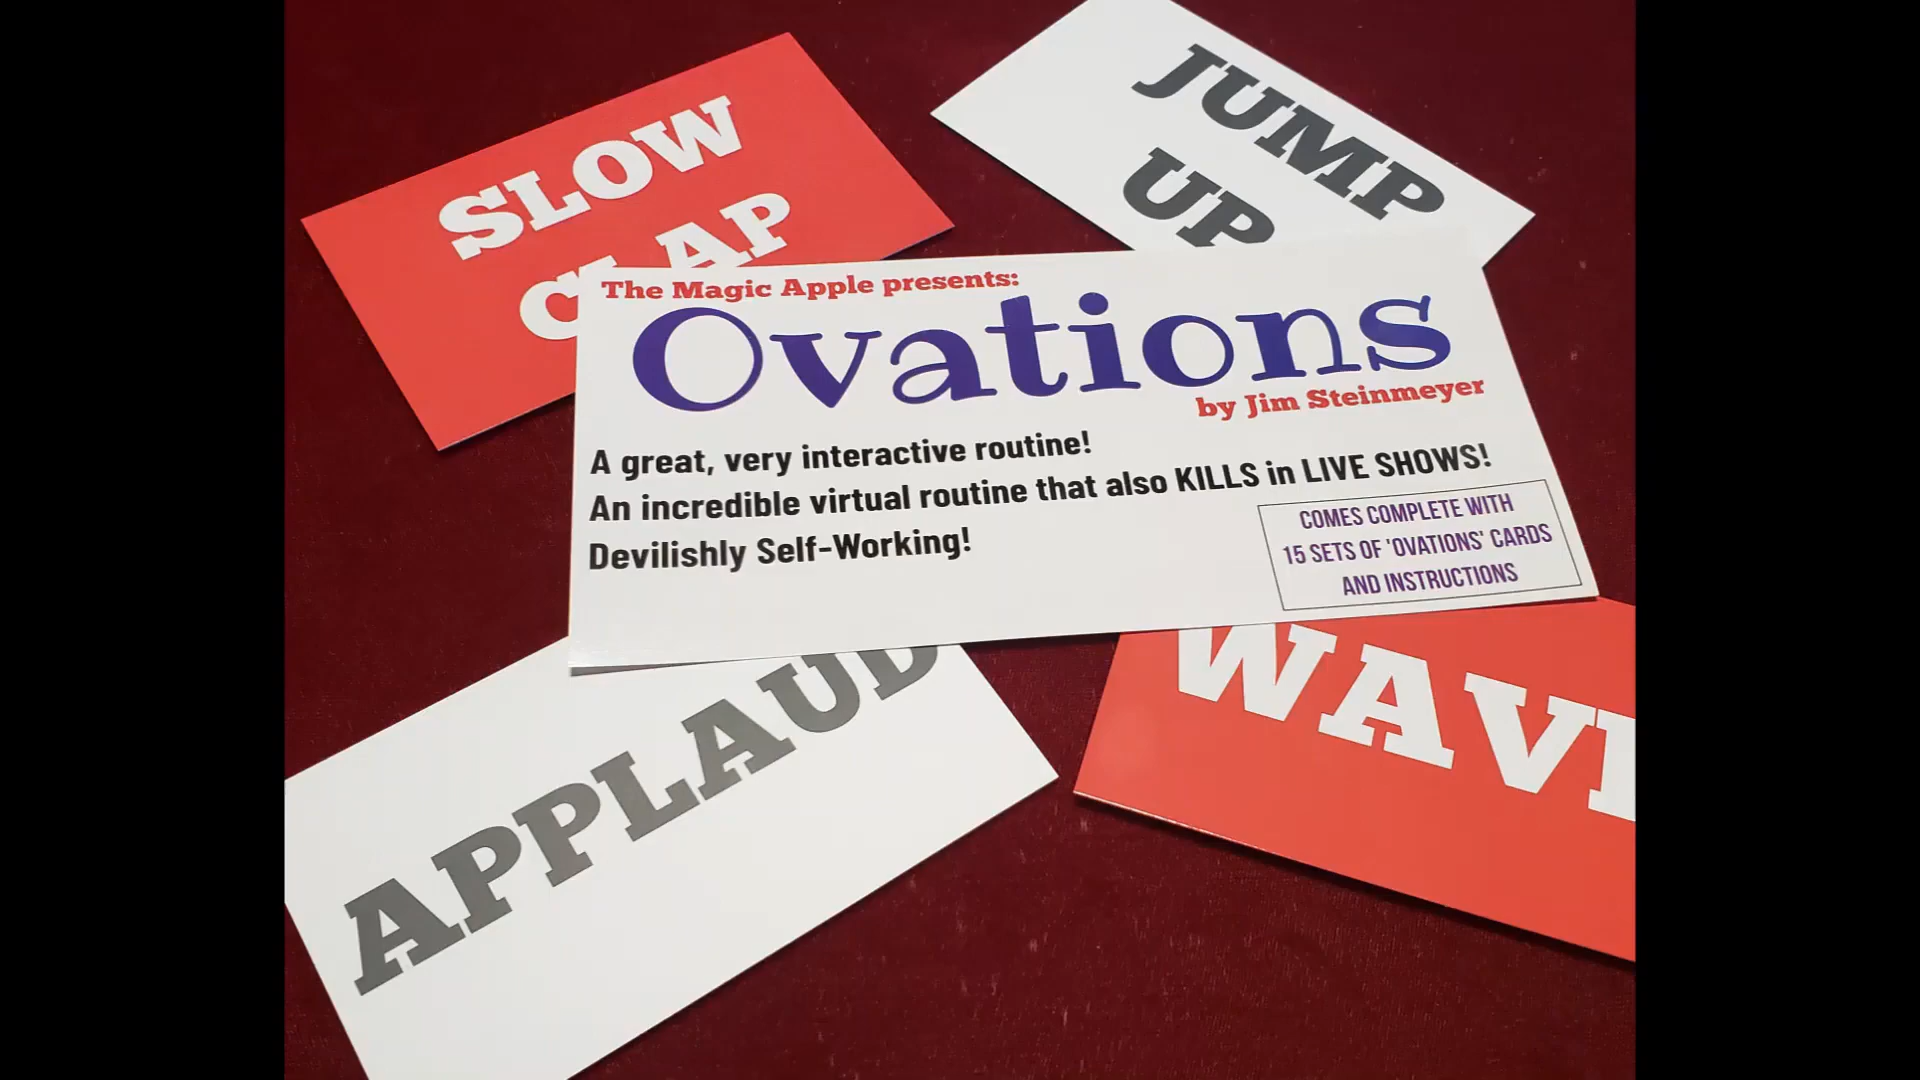 SLOW
CLAP
JUMP
UP
The Magic Apple presents:
Ovations
by Jim Steinmeyer
A great, very interactive routine!
An incredible virtual routine that also KILLS in LIVE SHOWS!
Devilishly Self-Working!
COMES COMPLETE WITH
15 SETS OF 'OVATIONS' CARDS
AND INSTRUCTIONS
APPLAUD
WAVE